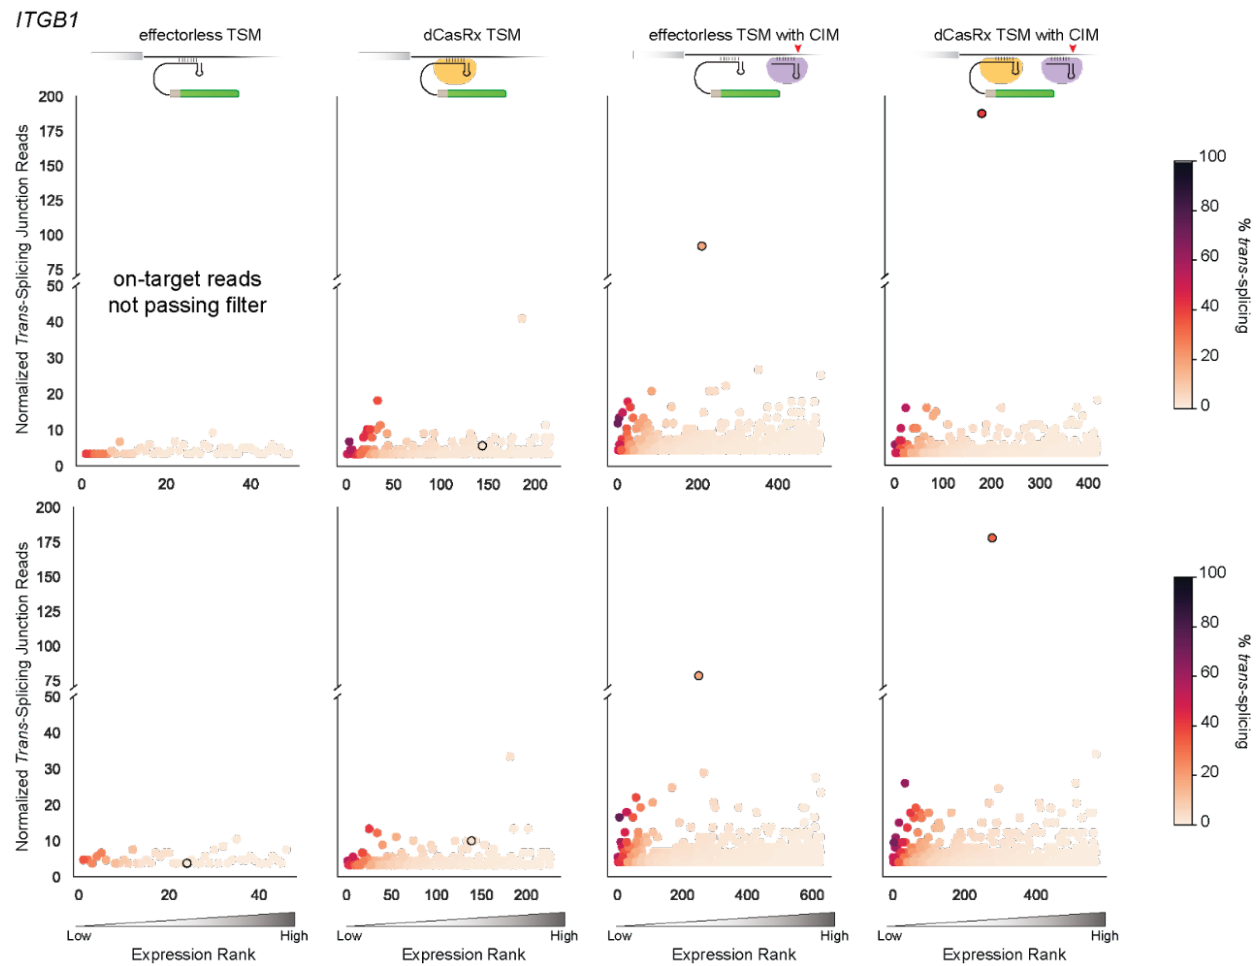 ITGB1
effectorless TSM
dCasRx TSM
effectorless TSM with CIM
dCasRx TSM with CIM
Normalized Trans-Splicing Junction Reads
200
175
150
125
100
75
50
40
30
20
10
0
on-target reads
not passing filter
0 20 40
0 50 100 150 200
0 200 400
0 100 200 300 400
100
80
60
40
20
0
% trans-splicing
Normalized Trans-Splicing Junction Reads
200
175
150
125
100
75
50
40
30
20
10
0
0 20 40
0 50 100 150 200
0 200 400 600
0 200 400
100
80
60
40
20
0
% trans-splicing
Low High
Expression Rank
Low High
Expression Rank
Low High
Expression Rank
Low High
Expression Rank